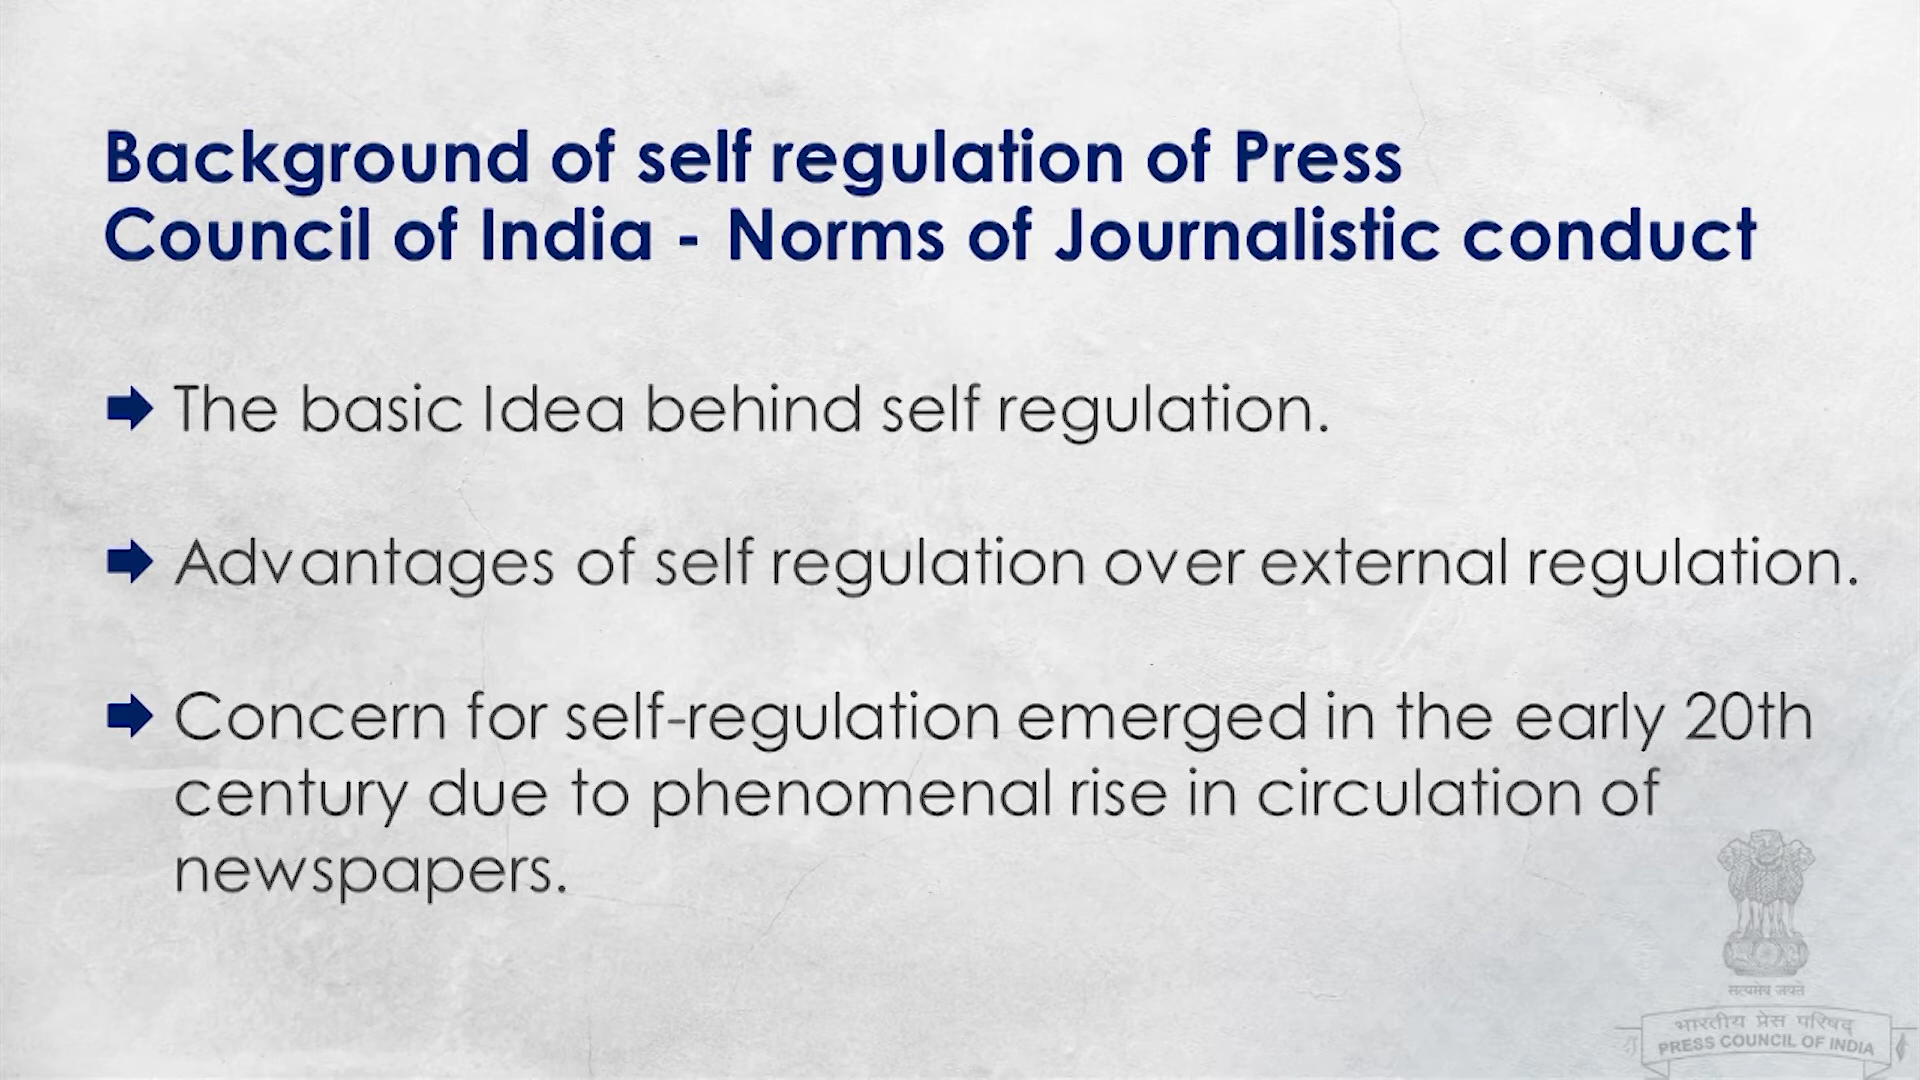 Background of self regulation of Press
Council of India - Norms of Journalistic conduct
The basic Idea behind self regulation.
Advantages of self regulation over external regulation.
Concern for self-regulation emerged in the early 20th
century due to phenomenal rise in circulation of
newspapers.
सत्यमेव जयते
भारतीय प्रेस परिषद्
PRESS COUNCIL OF INDIA